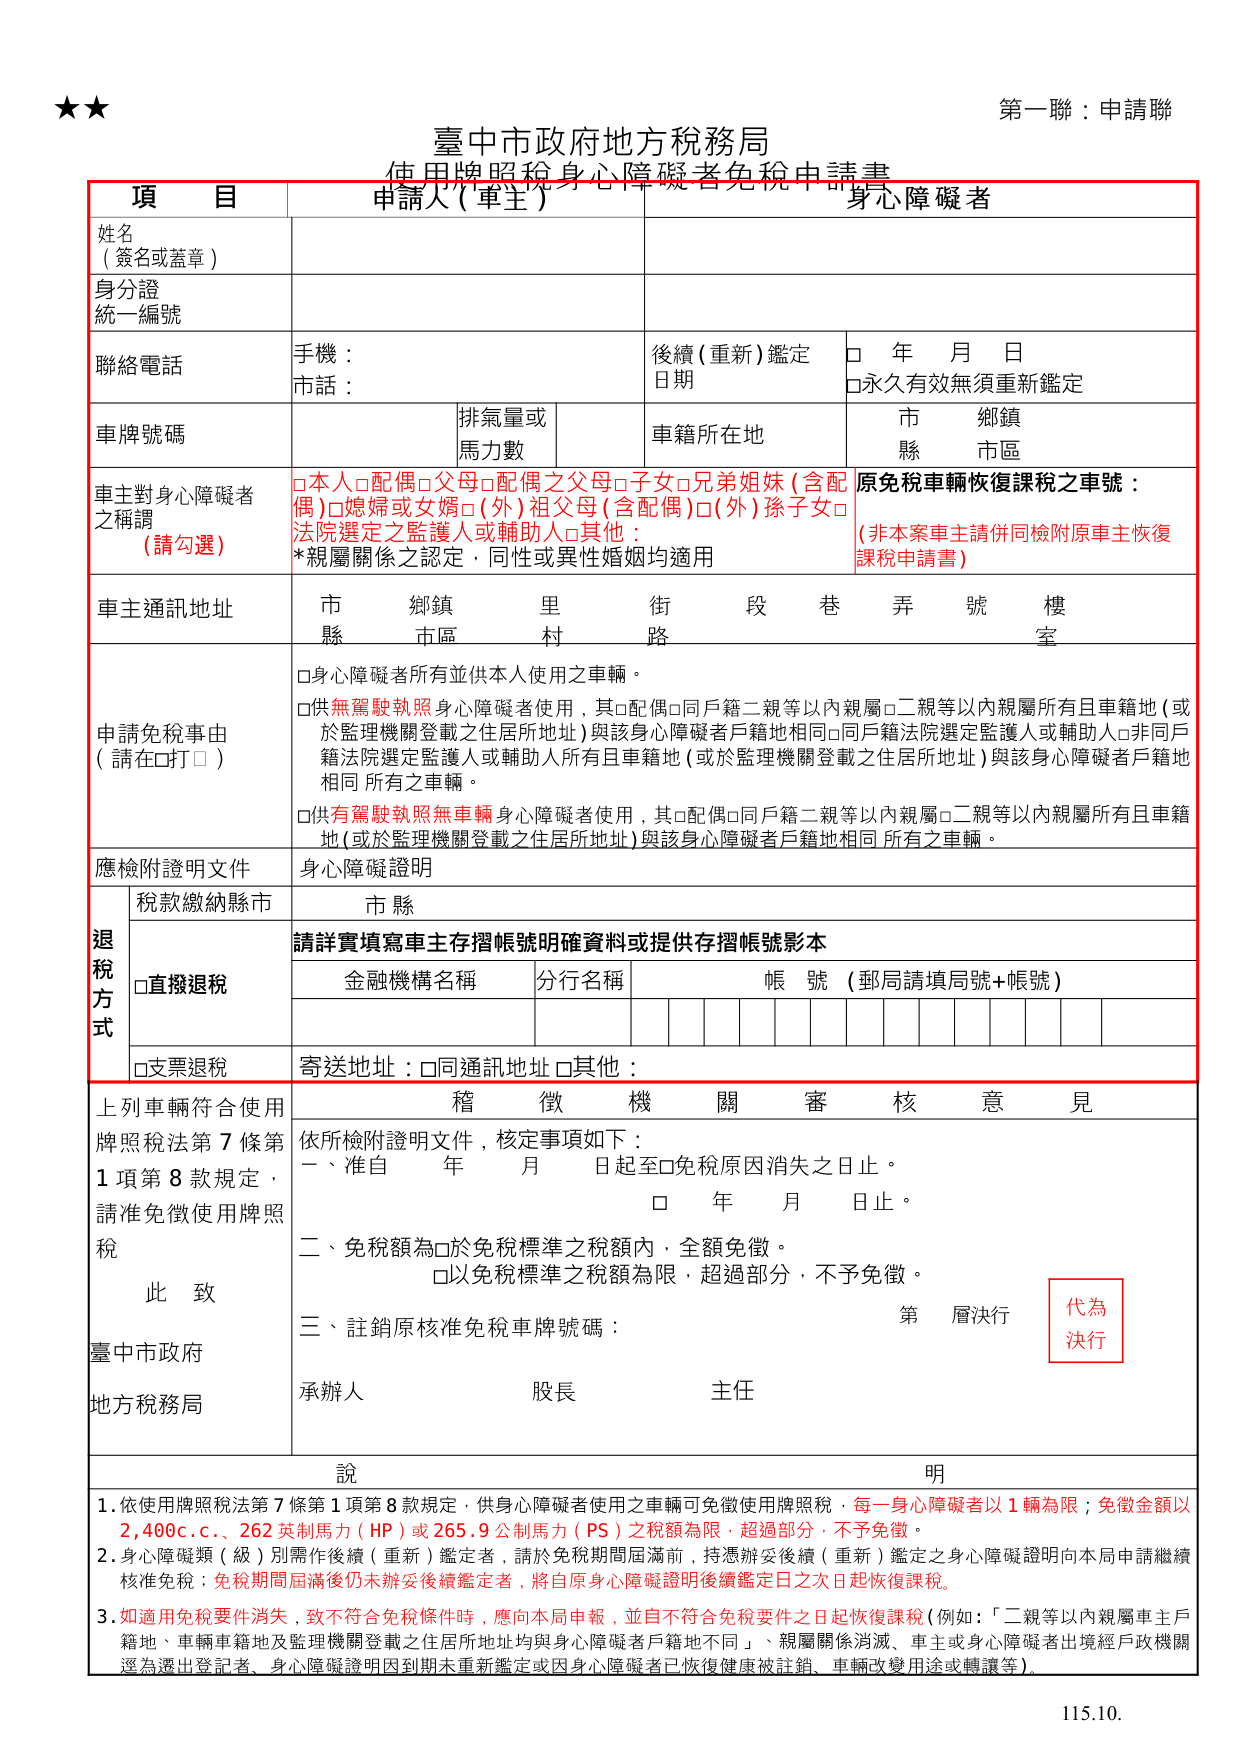 ★★
第一聯：申請聯
臺中市政府地方稅務局
使用牌照稅身心障礙者免稅申請書
項　　目　　申請人(車主)　　身心障礙者
姓名
(簽名或蓋章)
身分證
統一編號
聯絡電話
手機：
市話：
後續(重新)鑑定
日期
□　年　月　日
□永久有效無須重新鑑定
車牌號碼
排氣量或
馬力數
車籍所在地
市　　鄉鎮
縣　　市區
車主對身心障礙者
之稱謂
(請勾選)
□本人□配偶□父母□配偶之父母□子女□兄弟姐妹(含配
偶)□媳婦或女婿□(外)祖父母(含配偶)□(外)孫子女□
法院選定之監護人或輔助人□其他：
*親屬關係之認定，同性或異性婚姻均適用
原免稅車輛恢復課稅之車號：
(非本案車主請併同檢附原車主恢復
課稅申請書)
車主通訊地址
市　　鄉鎮　　里　　街　　段　　巷　　弄　　號　　樓
縣　　市區　　村　　路　　室
申請免稅事由
(請在□打□)
□身心障礙者所有並供本人使用之車輛。
□供無駕駛執照身心障礙者使用，其□配偶□同戶籍二親等以內親屬□二親等以內親屬所有且車籍地(或
於監理機關登載之住居所地址)與該身心障礙者戶籍地相同□同戶籍法院選定監護人或輔助人□非同戶
籍法院選定監護人或輔助人所有且車籍地(或於監理機關登載之住居所地址)與該身心障礙者戶籍地
相同 所有之車輛。
□供有駕駛執照無車輛身心障礙者使用，其□配偶□同戶籍二親等以內親屬□二親等以內親屬所有且車籍
地(或於監理機關登載之住居所地址)與該身心障礙者戶籍地相同 所有之車輛。
應檢附證明文件
身心障礙證明
退稅方式
稅款繳納縣市
市 縣
□直撥退稅
請詳實填寫車主存摺帳號明確資料或提供存摺帳號影本
金融機構名稱　　分行名稱　　帳　號 (郵局請填局號+帳號)
□支票退稅
寄送地址：□同通訊地址 □其他：
上列車輛符合使用
牌照稅法第 7 條第
1 項第 8 款規定，
請准免徵使用牌照
稅
此　致
臺中市政府
地方稅務局
稽　徵　機　關　審　核　意　見
依所檢附證明文件，核定事項如下：
一、准自　　年　　月　　日起至□免稅原因消失之日止。
□　　年　　月　　日止。
二、免稅額為□於免稅標準之稅額內，全額免徵。
□以免稅標準之稅額為限，超過部分，不予免徵。
三、註銷原核准免稅車牌號碼：
第　層決行
代為
決行
承辦人　　股長　　主任
說　　明
1.依使用牌照稅法第 7 條第 1 項第 8 款規定，供身心障礙者使用之車輛可免徵使用牌照稅，每一身心障礙者以 1 輛為限；免徵金額以
2,400c.c.、262 英制馬力(HP)或 265.9 公制馬力(PS)之稅額為限，超過部分，不予免徵。
2.身心障礙類(級)別需作後續(重新)鑑定者，請於免稅期間屆滿前，持憑辦妥後續(重新)鑑定之身心障礙證明向本局申請繼續
核准免稅；免稅期間屆滿後仍未辦妥後續鑑定者，將自原身心障礙證明後續鑑定日之次日起恢復課稅。
3.如適用免稅要件消失，致不符合免稅條件時，應向本局申報，並自不符合免稅要件之日起恢復課稅(例如:「二親等以內親屬車主戶
籍地、車輛車籍地及監理機關登載之住居所地址均與身心障礙者戶籍地不同」、親屬關係消滅、車主或身心障礙者出境經戶政機關
逕為遷出登記者、身心障礙證明因到期未重新鑑定或因身心障礙者已恢復健康被註銷、車輛改變用途或轉讓等)。
115.10.